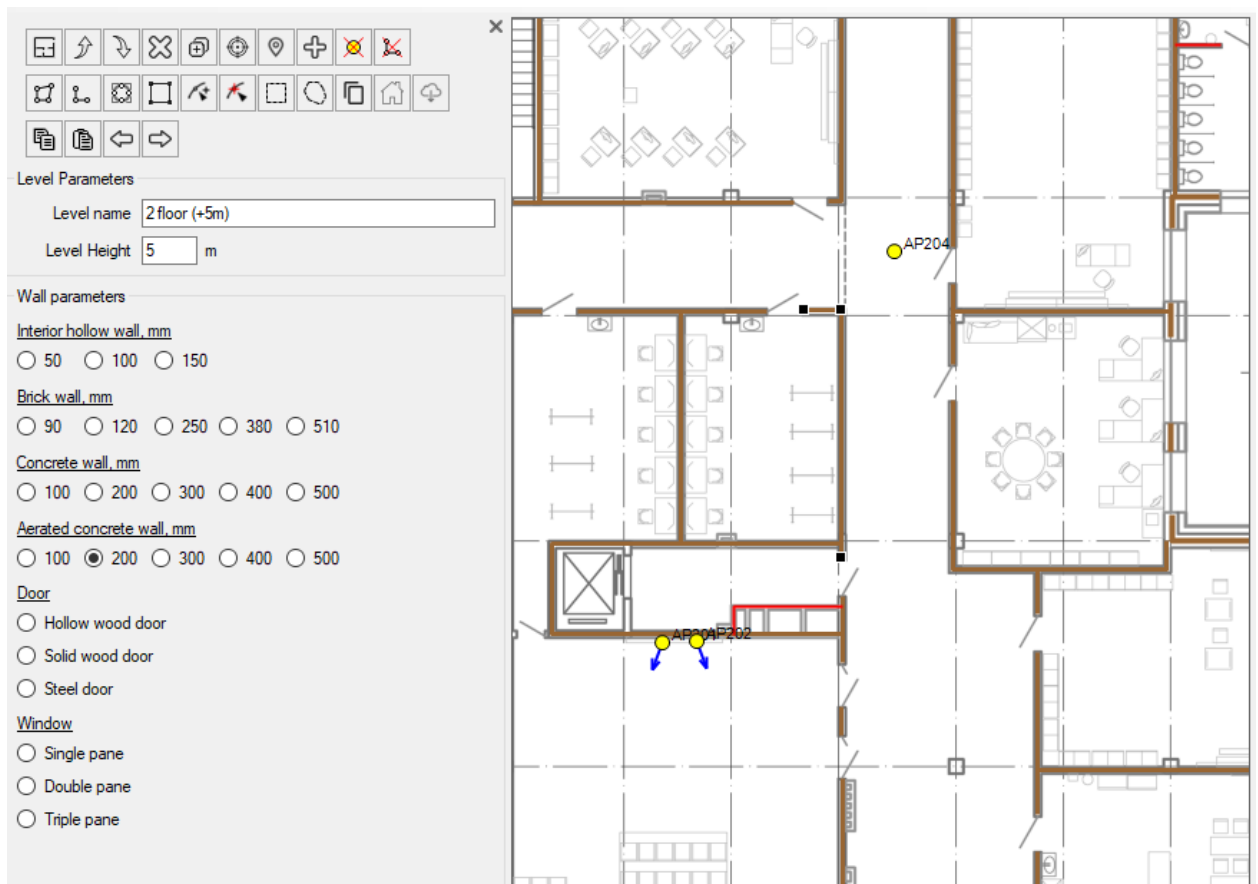 Level Parameters
Level name 2 floor (+5m)
Level Height 5 m
Wall parameters
Interior hollow wall, mm
50 100 150
Brick wall, mm
90 120 250 380 510
Concrete wall, mm
100 200 300 400 500
Aerated concrete wall, mm
100 200 300 400 500
Door
Hollow wood door
Solid wood door
Steel door
Window
Single pane
Double pane
Triple pane
AP204
AP202